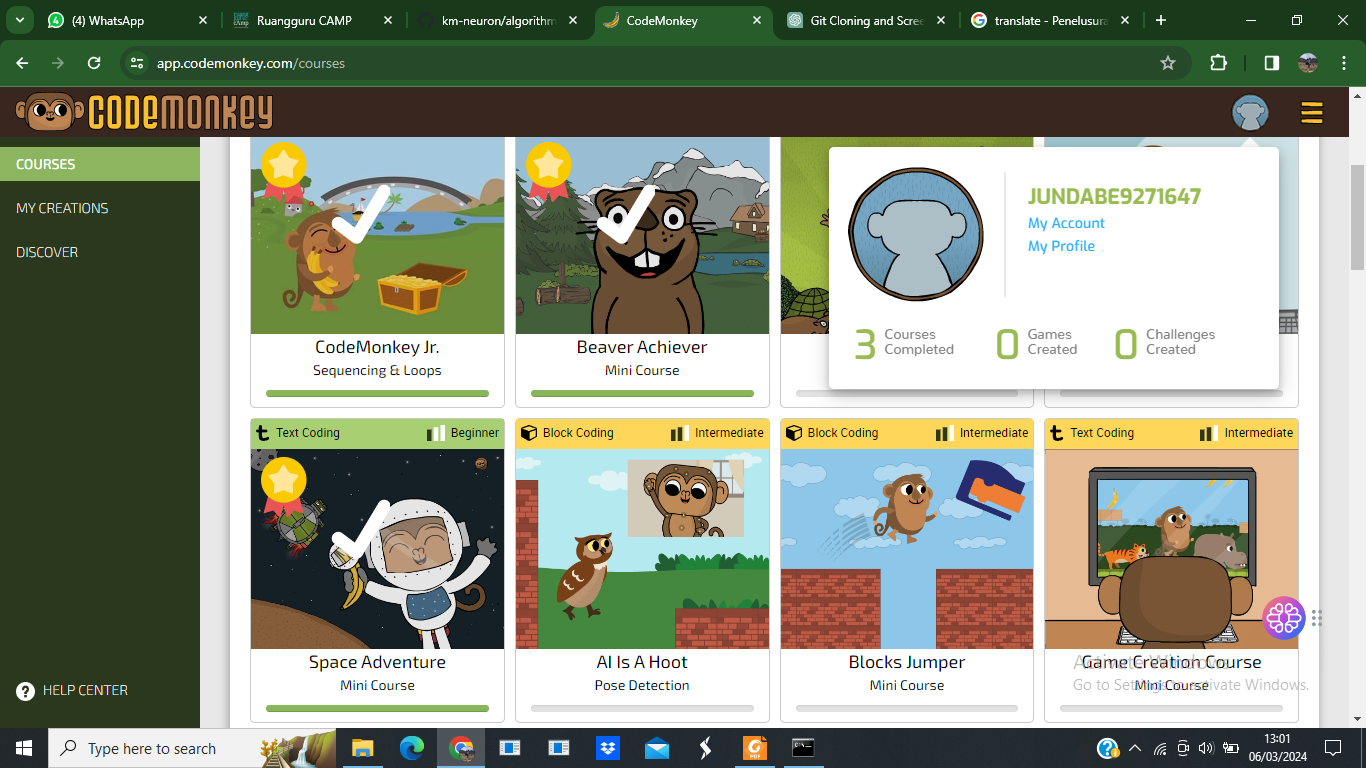 (4) WhatsApp
Ruangguru CAMP
km-neuron/algorithm
CodeMonkey
Git Cloning and Scree
translate - Penelusura
app.codemonkey.com/courses
CODEMONKEY
COURSES
MY CREATIONS
DISCOVER
HELP CENTER
JUNDABE9271647
My Account
My Profile
3 Courses Completed
0 Games Created
0 Challenges Created
CodeMonkey Jr.
Sequencing & Loops
Beaver Achiever
Mini Course
t Text Coding Beginner
Block Coding Intermediate
Block Coding Intermediate
t Text Coding Intermediate
Space Adventure
Mini Course
AI Is A Hoot
Pose Detection
Blocks Jumper
Mini Course
Game Creation Course
Mini Course
Activate Windows
Go to Settings to activate Windows.
Type here to search
13:01
06/03/2024